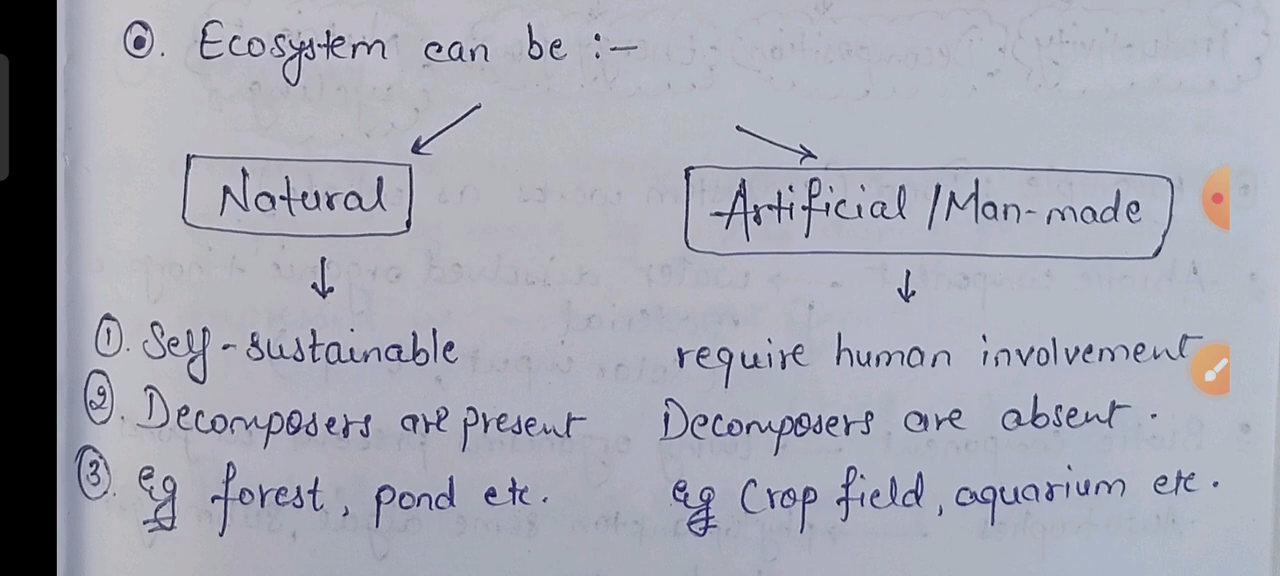 ⦿. Ecosystem can be :–
Natural
Artificial / Man-made
①. Self-sustainable
require human involvement
②. Decomposers are present
Decomposers are absent.
③. eg forest, pond etc.
eg Crop field, aquarium etc.